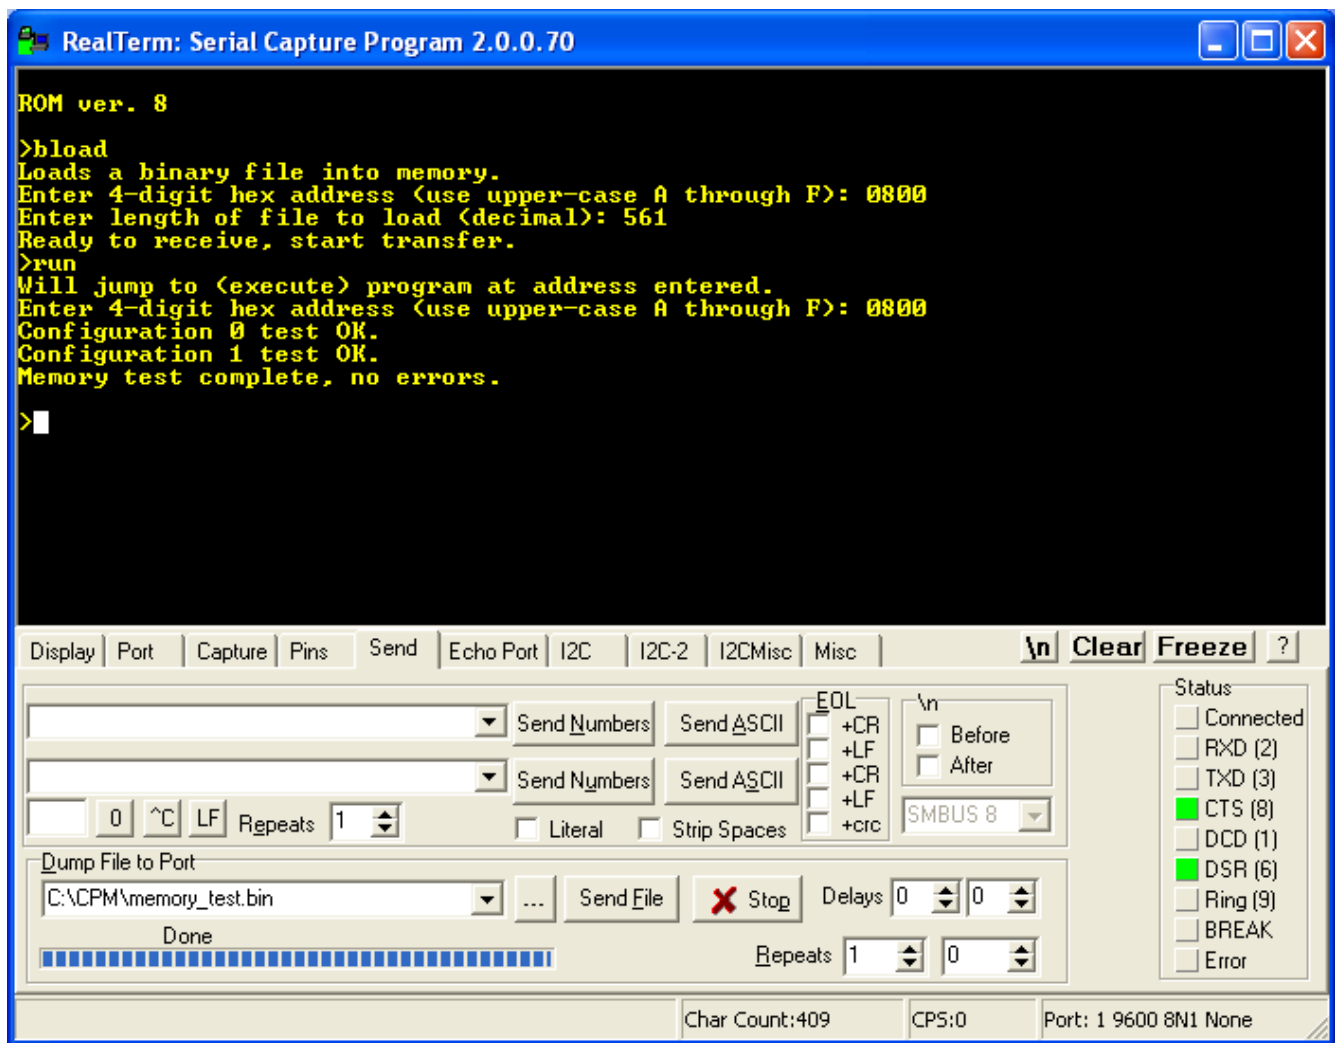 RealTerm: Serial Capture Program 2.0.0.70
ROM ver. 8
>bload
Loads a binary file into memory.
Enter 4-digit hex address (use upper-case A through F): 0800
Enter length of file to load (decimal): 561
Ready to receive, start transfer.
>run
Will jump to (execute) program at address entered.
Enter 4-digit hex address (use upper-case A through F): 0800
Configuration 0 test OK.
Configuration 1 test OK.
Memory test complete, no errors.
>
Display Port Capture Pins Send Echo Port I2C I2C-2 I2CMisc Misc \n Clear Freeze ?
Send Numbers Send ASCII
Send Numbers Send ASCII
0 ^C LF Repeats 1
Literal Strip Spaces
EOL
+CR
+LF
+CR
+LF
+crc
\n
Before
After
SMBUS 8
Dump File to Port
C:\CPM\memory_test.bin ... Send File Stop Delays 0 0
Done
Repeats 1 0
Status
Connected
RXD (2)
TXD (3)
CTS (8)
DCD (1)
DSR (6)
Ring (9)
BREAK
Error
Char Count:409 CPS:0 Port: 1 9600 8N1 None